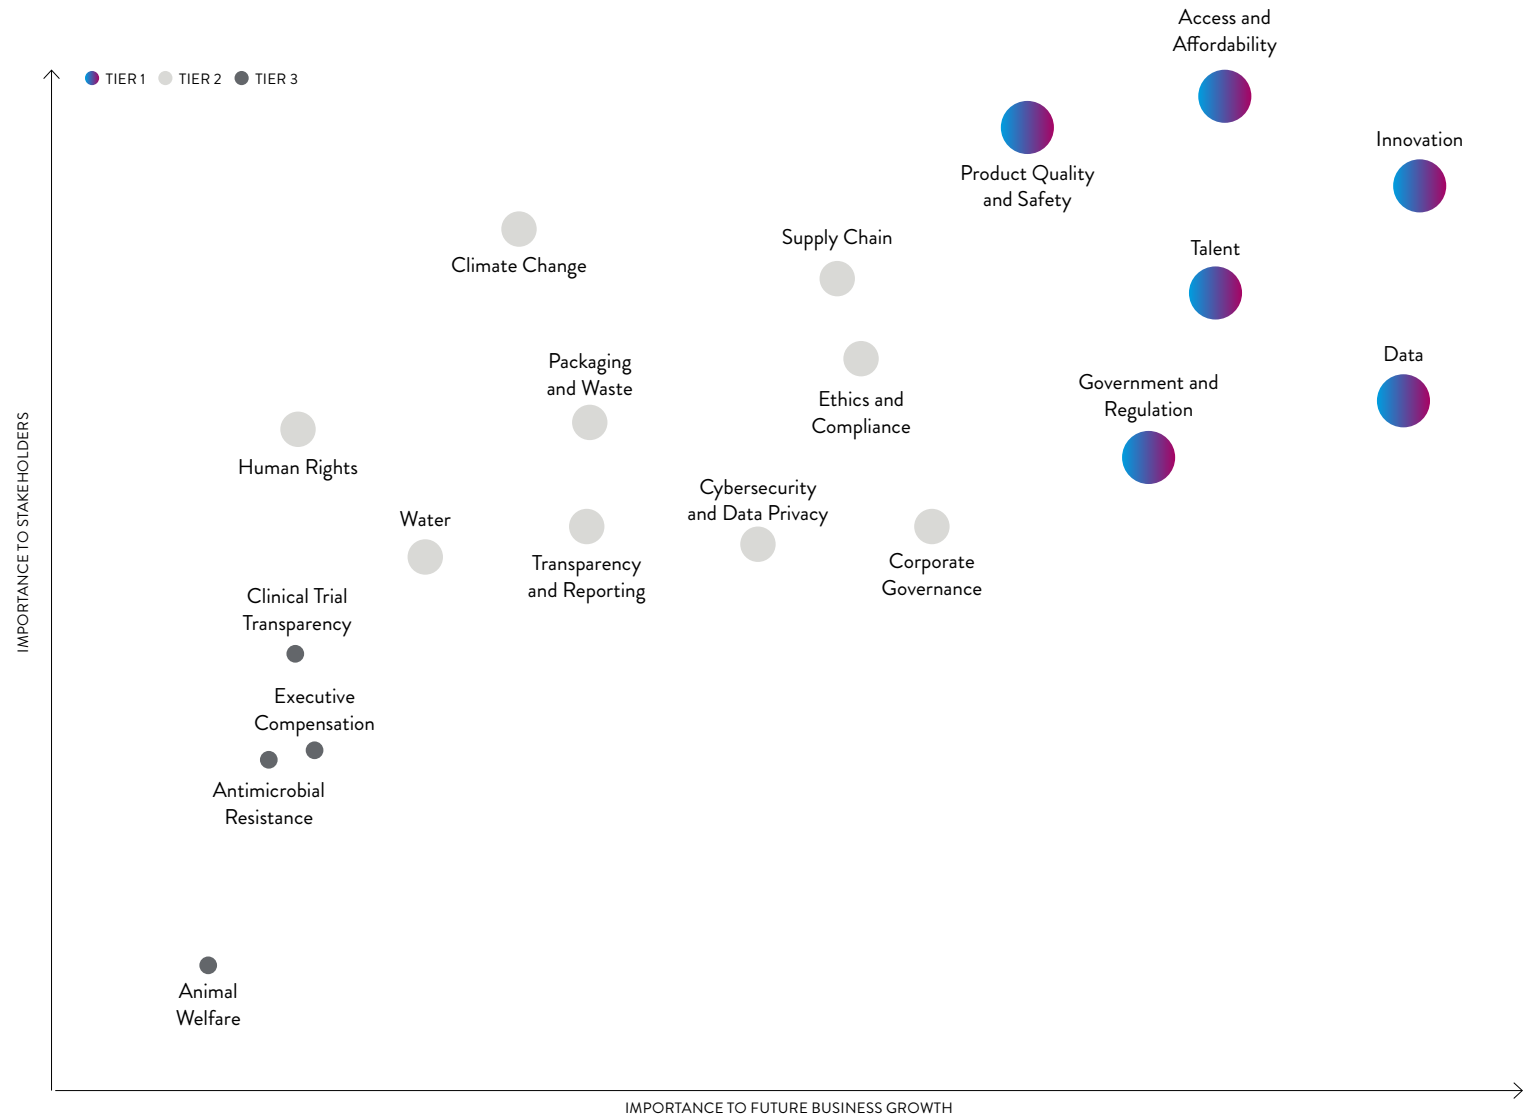 Access and
Affordability
TIER 1 TIER 2 TIER 3
Innovation
Product Quality
and Safety
Supply Chain
Talent
Climate Change
Packaging
and Waste
Data
Government and
Regulation
Ethics and
Compliance
Human Rights
Cybersecurity
and Data Privacy
Water
Transparency
and Reporting
Corporate
Governance
Clinical Trial
Transparency
Executive
Compensation
Antimicrobial
Resistance
Animal
Welfare
IMPORTANCE TO STAKEHOLDERS
IMPORTANCE TO FUTURE BUSINESS GROWTH